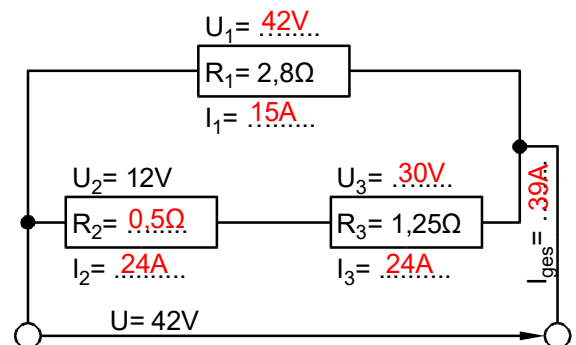 U₁= 42V
R₁= 2,8Ω
I₁= 15A
U₂= 12V
R₂= 0,5Ω
I₂= 24A
U₃= 30V
R₃= 1,25Ω
I₃= 24A
I_ges= 39A
U= 42V